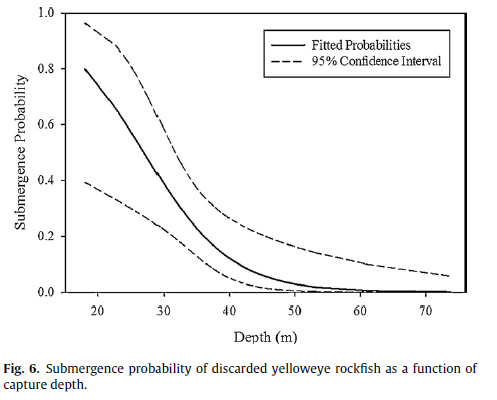 1.0
Fitted Probabilities
95% Confidence Interval
0.8
0.6
Submergence Probability
0.4
0.2
0.0
20 30 40 50 60 70
Depth (m)
Fig. 6. Submergence probability of discarded yelloweye rockfish as a function of
capture depth.